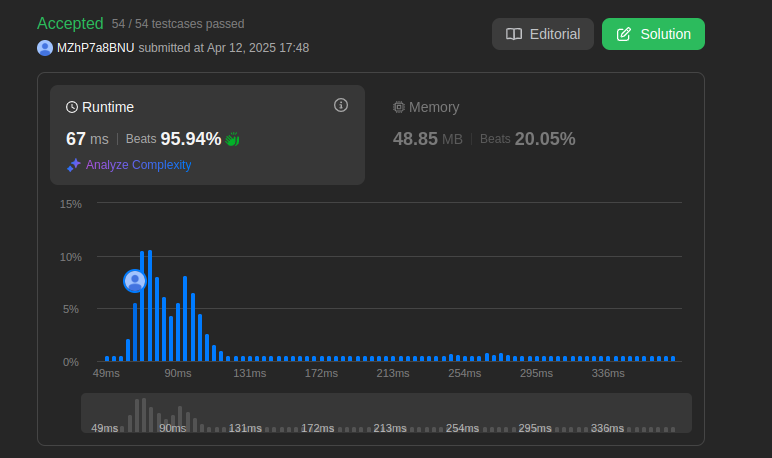 Accepted 54 / 54 testcases passed
MZhP7a8BNU submitted at Apr 12, 2025 17:48
Editorial
Solution
Runtime
67 ms | Beats 95.94%
Analyze Complexity
Memory
48.85 MB | Beats 20.05%
15%
10%
5%
0%
49ms 90ms 131ms 172ms 213ms 254ms 295ms 336ms
49ms 90ms 131ms 172ms 213ms 254ms 295ms 336ms